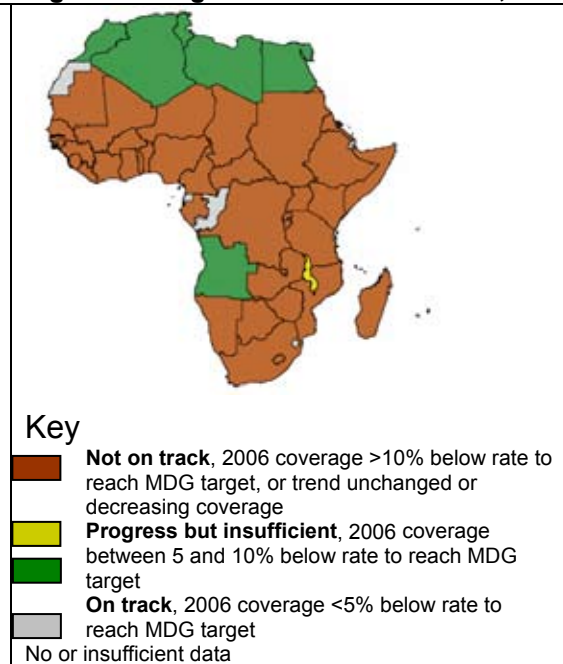 Key
Not on track, 2006 coverage >10% below rate to
reach MDG target, or trend unchanged or
decreasing coverage
Progress but insufficient, 2006 coverage
between 5 and 10% below rate to reach MDG
target
On track, 2006 coverage <5% below rate to
reach MDG target
No or insufficient data